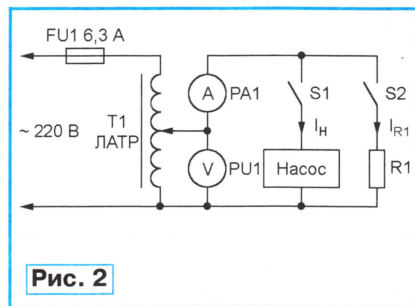 FU1 6,3 А
~ 220 В
T1
ЛАТР
A
PA1
V
PU1
S1
Iн
Насос
S2
IR1
R1
Рис. 2